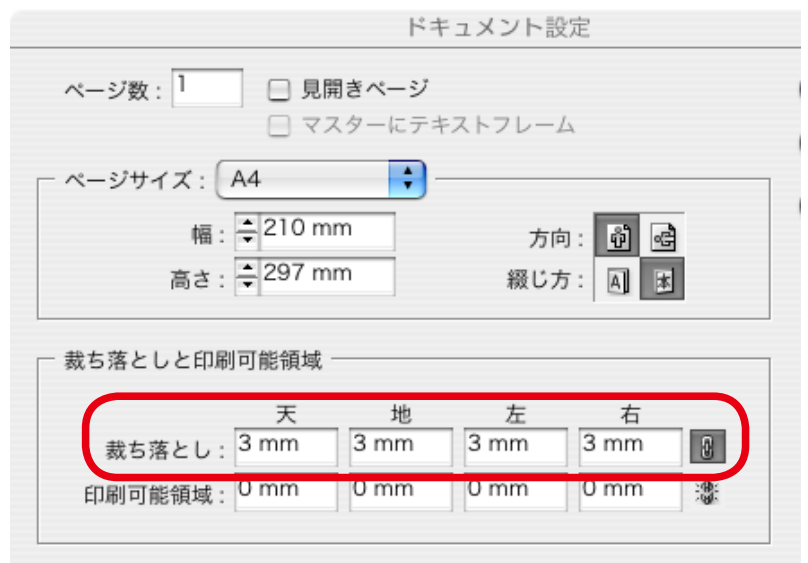 ドキュメント設定
ページ数 : 1 見開きページ
マスターにテキストフレーム
ページサイズ : A4
幅 : 210 mm 方向 :
高さ : 297 mm 綴じ方 : A 本
裁ち落としと印刷可能領域
天 地 左 右
裁ち落とし : 3 mm 3 mm 3 mm 3 mm
印刷可能領域 : 0 mm 0 mm 0 mm 0 mm